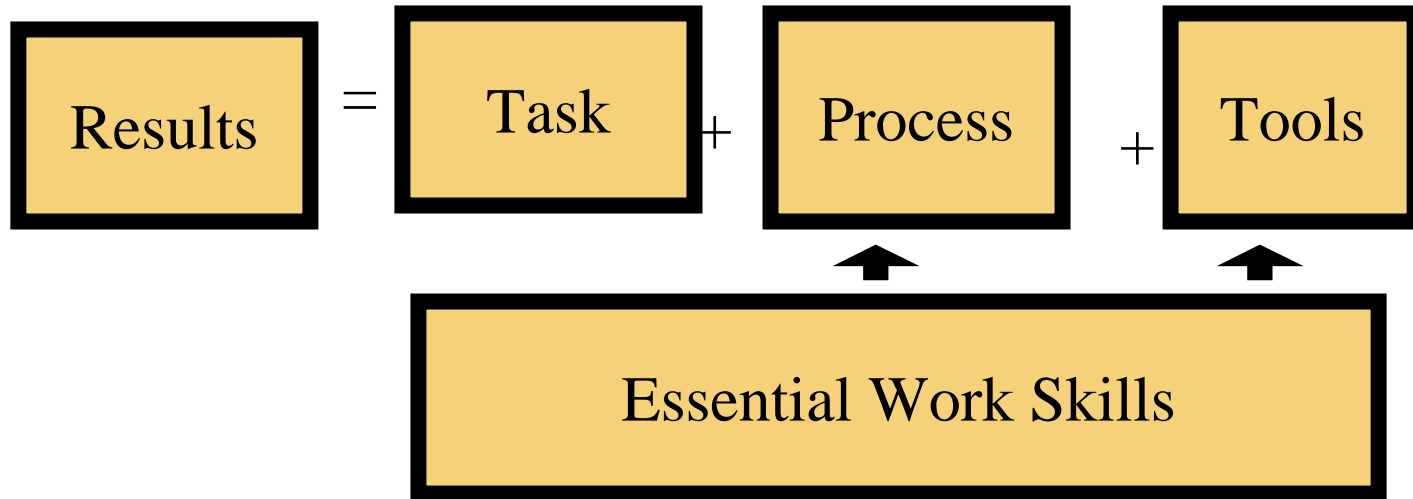 Results = Task + Process + Tools
Essential Work Skills